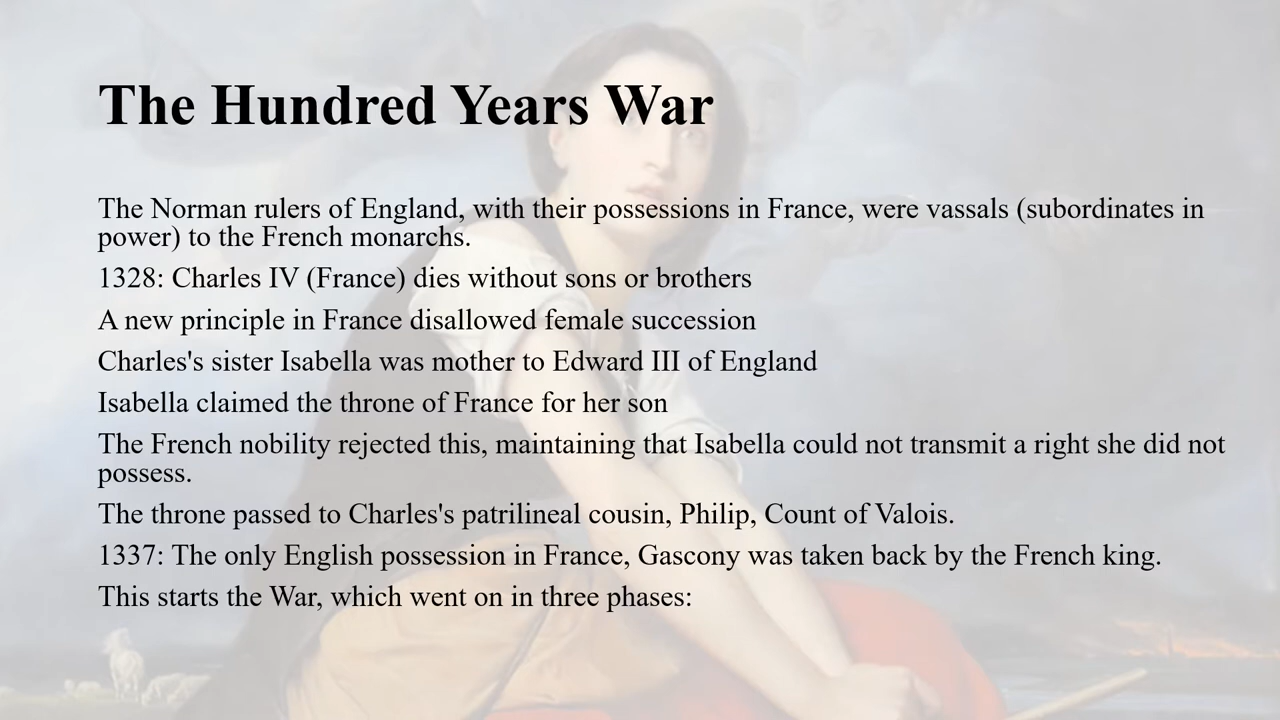 The Hundred Years War
The Norman rulers of England, with their possessions in France, were vassals (subordinates in
power) to the French monarchs.
1328: Charles IV (France) dies without sons or brothers
A new principle in France disallowed female succession
Charles's sister Isabella was mother to Edward III of England
Isabella claimed the throne of France for her son
The French nobility rejected this, maintaining that Isabella could not transmit a right she did not
possess.
The throne passed to Charles's patrilineal cousin, Philip, Count of Valois.
1337: The only English possession in France, Gascony was taken back by the French king.
This starts the War, which went on in three phases: